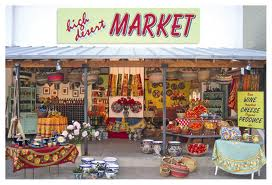 high
desert
MARKET
WINE
CHEESE
PRODUCE